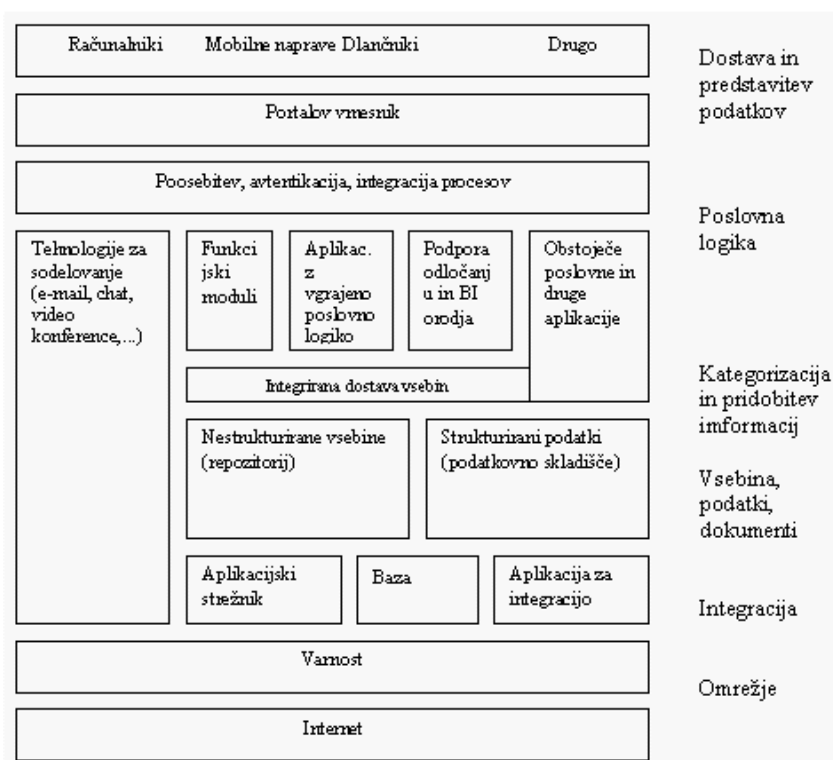 Računalniki Mobilne naprave Dlančniki Drugo
Dostava in
predstavitev
podatkov
Portalov vmesnik
Poosebitev, avtentikacija, integracija procesov
Poslovna
logika
Tehnologije za
sodelovanje
(e-mail, chat,
video
konference,...)
Funkci
jski
moduli
Aplikac.
z
vgrajeno
poslovno
logiko
Podpora
odločanj
u in BI
orodja
Obstoječe
poslovne in
druge
aplikacije
Integrirana dostava vsebin
Kategorizacija
in pridobitev
imformacij
Nestrukturirane vsebine
(repozitorij)
Strukturirani podatki
(podatkovno skladišče)
Vsebina,
podatki,
dokumenti
Aplikacijski
strežnik
Baza
Aplikacija za
integracijo
Integracija
Varnost
Omrežje
Internet